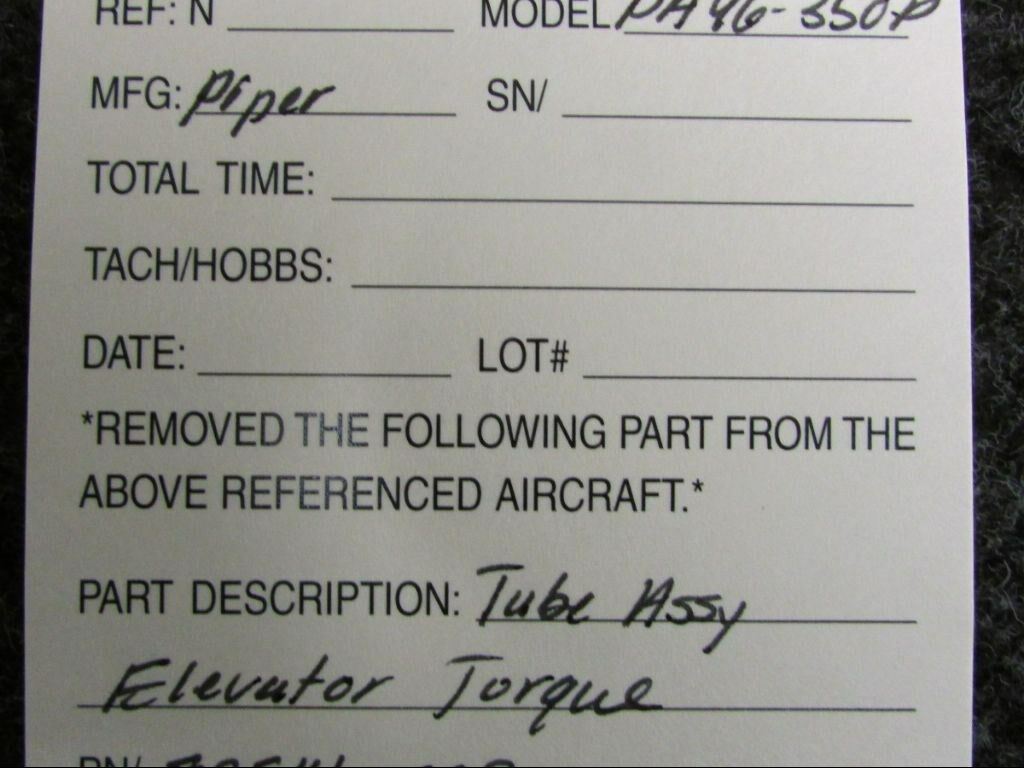 REF: N MODEL PA46-350P
MFG: Piper SN/
TOTAL TIME:
TACH/HOBBS:
DATE: LOT#
*REMOVED THE FOLLOWING PART FROM THE
ABOVE REFERENCED AIRCRAFT.*
PART DESCRIPTION: Tube Assy
Elevator Torque
PN/